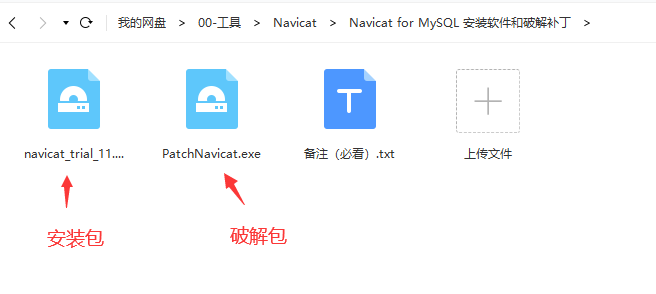 我的网盘 > 00-工具 > Navicat > Navicat for MySQL 安装软件和破解补丁 >
navicat_trial_11.... PatchNavicat.exe 备注（必看）.txt 上传文件
安装包 破解包